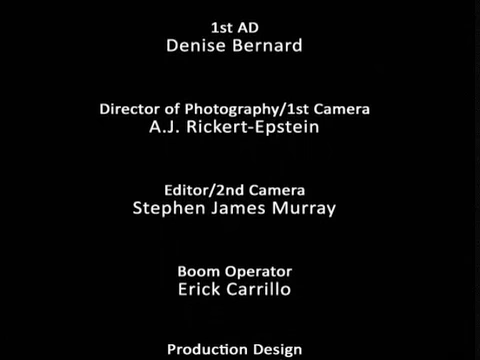 1st AD
Denise Bernard
Director of Photography/1st Camera
A.J. Rickert-Epstein
Editor/2nd Camera
Stephen James Murray
Boom Operator
Erick Carrillo
Production Design